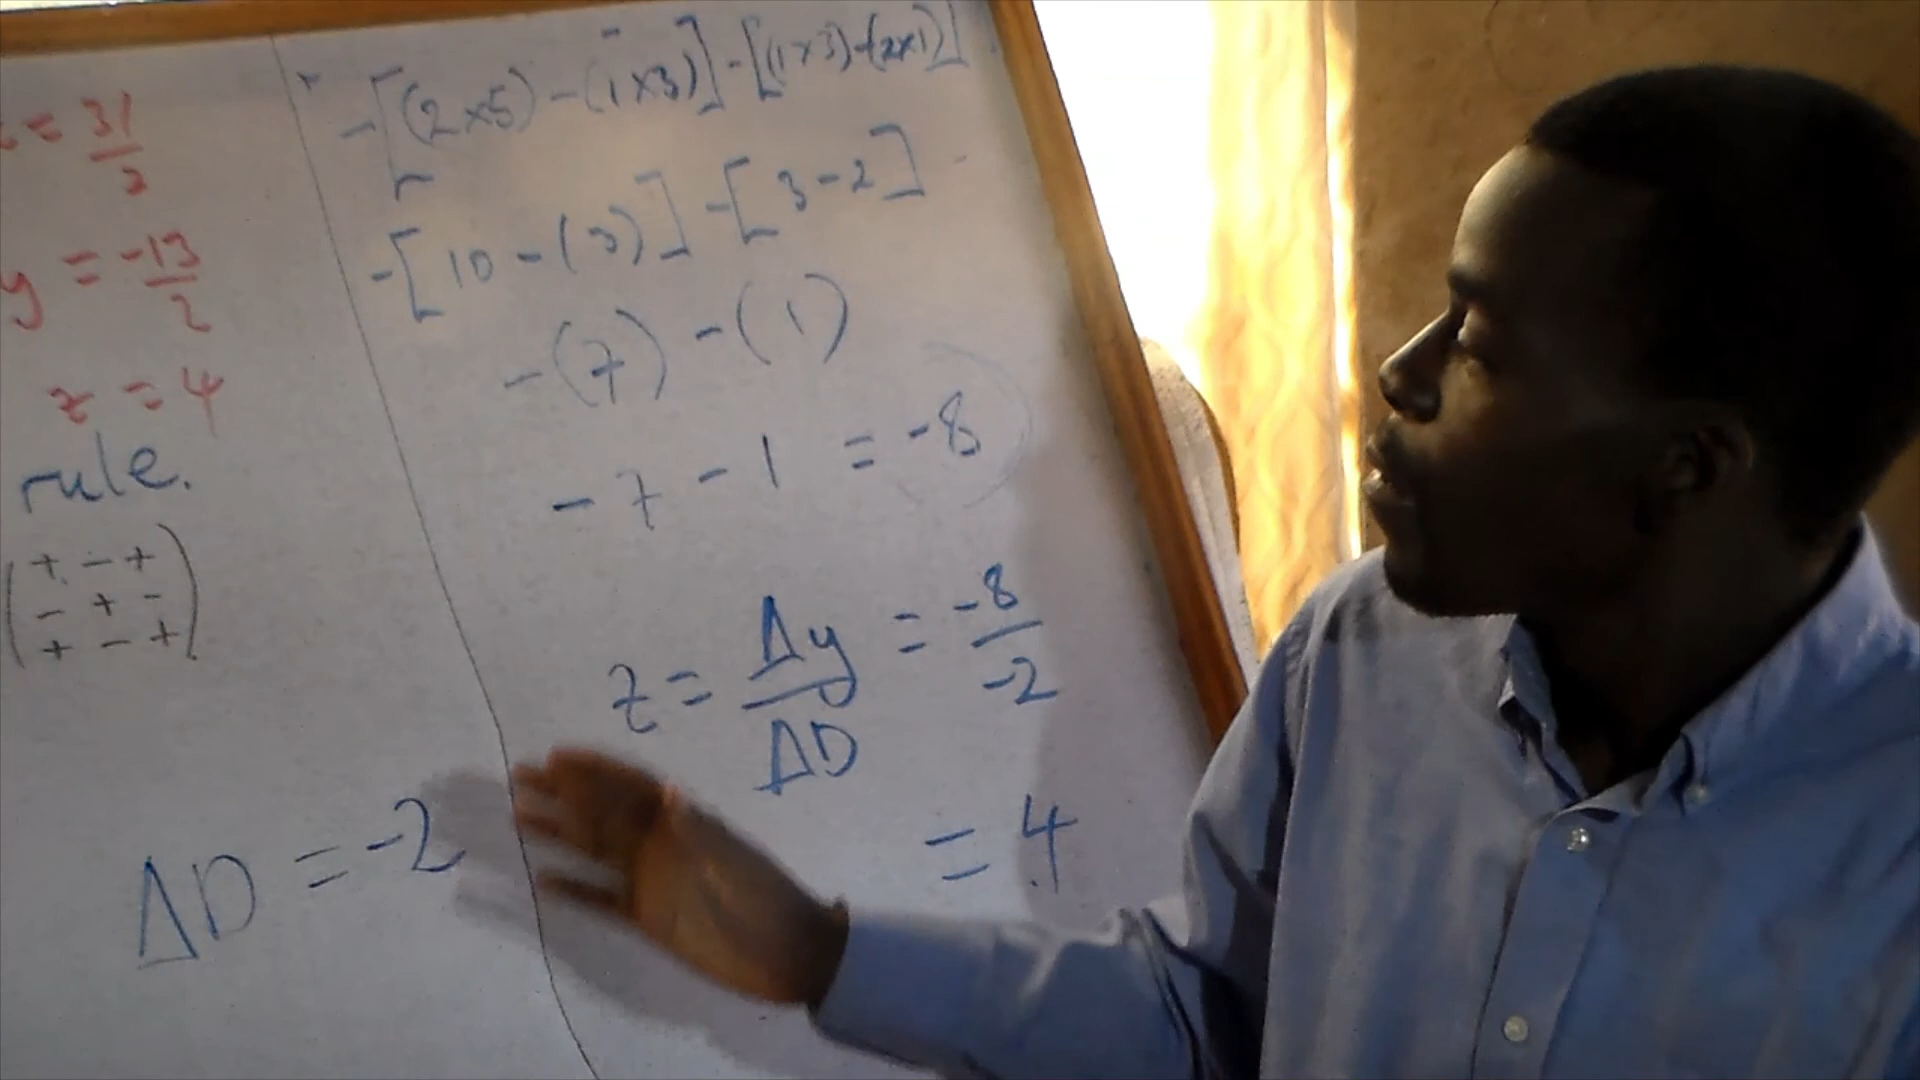 x = 31/2
y = -13/2
z = 4
rule.
+ - +
- + -
+ - +
ΔD = -2
-[(2×5) - (1×3)] - [(1×3) - (2×1)]
-[10 - (3)] - [3 - 2]
-(7) - (1)
-7 - 1 = -8
z = Δy/ΔD = -8/-2
= 4